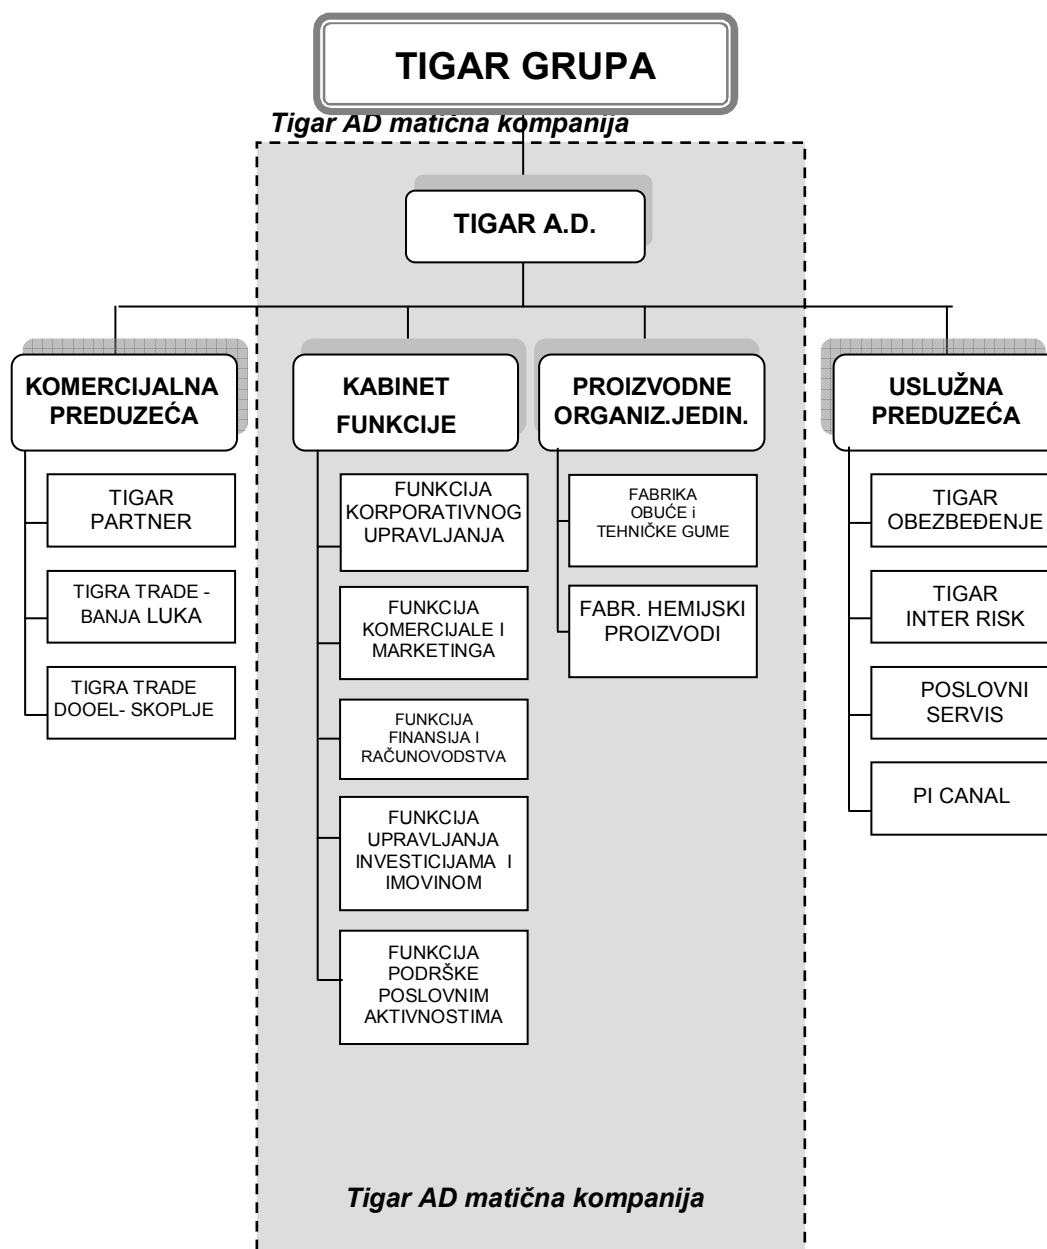 TIGAR GRUPA
Tigar AD matična kompanija
TIGAR A.D.
KOMERCIJALNA
PREDUZEĆA
TIGAR
PARTNER
TIGRA TRADE -
BANJA LUKA
TIGRA TRADE
DOOEL- SKOPLJE
KABINET
FUNKCIJE
FUNKCIJA
KORPORATIVNOG
UPRAVLJANJA
FUNKCIJA
KOMERCIJALE I
MARKETINGA
FUNKCIJA
FINANSIJA I
RAČUNOVODSTVA
FUNKCIJA
UPRAVLJANJA
INVESTICIJAMA I
IMOVINOM
FUNKCIJA
PODRŠKE
POSLOVNIM
AKTIVNOSTIMA
PROIZVODNE
ORGANIZ.JEDIN.
FABRIKA
OBUĆE i
TEHNIČKE GUME
FABR. HEMIJSKI
PROIZVODI
USLUŽNA
PREDUZEĆA
TIGAR
OBEZBEĐENJE
TIGAR
INTER RISK
POSLOVNI
SERVIS
PI CANAL
Tigar AD matična kompanija